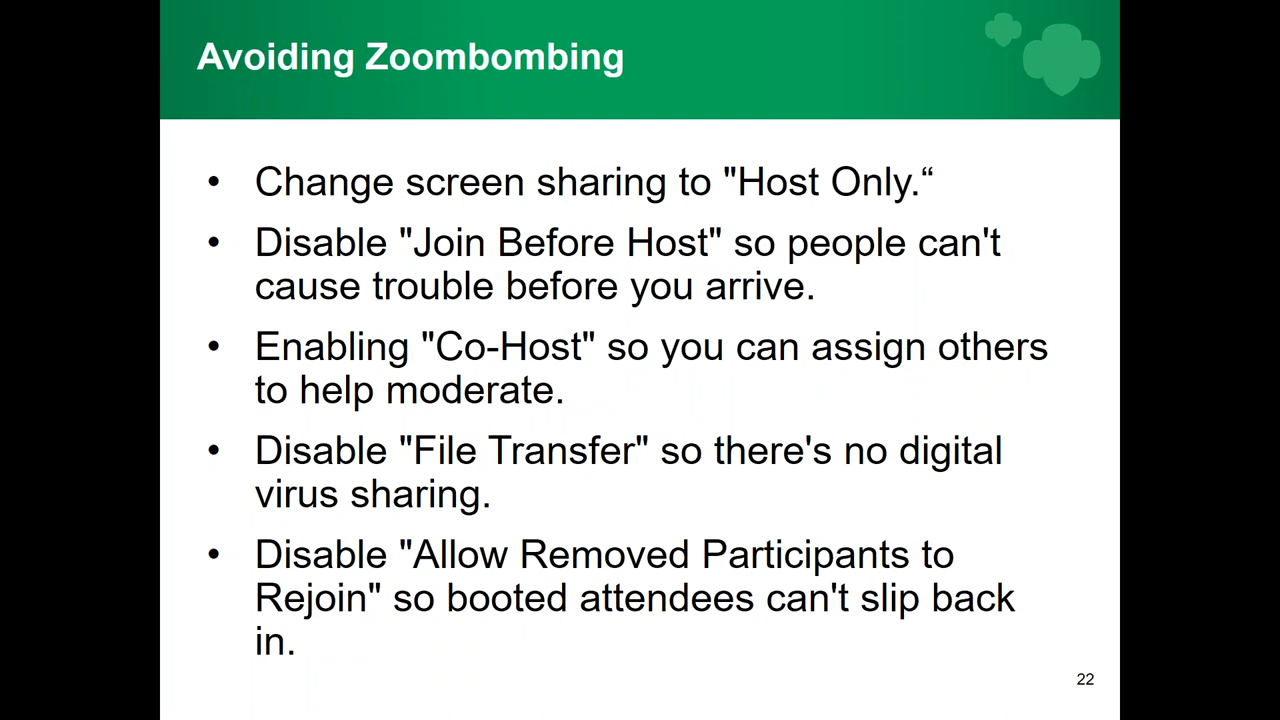 Avoiding Zoombombing
• Change screen sharing to "Host Only.“
• Disable "Join Before Host" so people can't
cause trouble before you arrive.
• Enabling "Co-Host" so you can assign others
to help moderate.
• Disable "File Transfer" so there's no digital
virus sharing.
• Disable "Allow Removed Participants to
Rejoin" so booted attendees can't slip back
in.
22